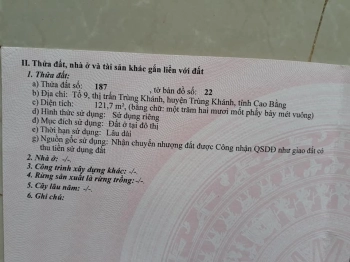 II. Thửa đất, nhà ở và tài sản khác gắn liền với đất
1. Thửa đất:
a) Thửa đất số: 187 , tờ bản đồ số: 22
b) Địa chỉ: Tổ 9, thị trấn Trùng Khánh, huyện Trùng Khánh, tỉnh Cao Bằng
c) Diện tích: 121,7 m², (bằng chữ: một trăm hai mươi mốt phẩy bảy mét vuông)
d) Hình thức sử dụng: Sử dụng riêng
đ) Mục đích sử dụng: Đất ở tại đô thị
e) Thời hạn sử dụng: Lâu dài
g) Nguồn gốc sử dụng: Nhận chuyển nhượng đất được Công nhận QSDĐ như giao đất có
thu tiền sử dụng đất
2. Nhà ở: -/-
3. Công trình xây dựng khác: -/-
4. Rừng sản xuất là rừng trồng: -/-
5. Cây lâu năm: -/-
6. Ghi chú: